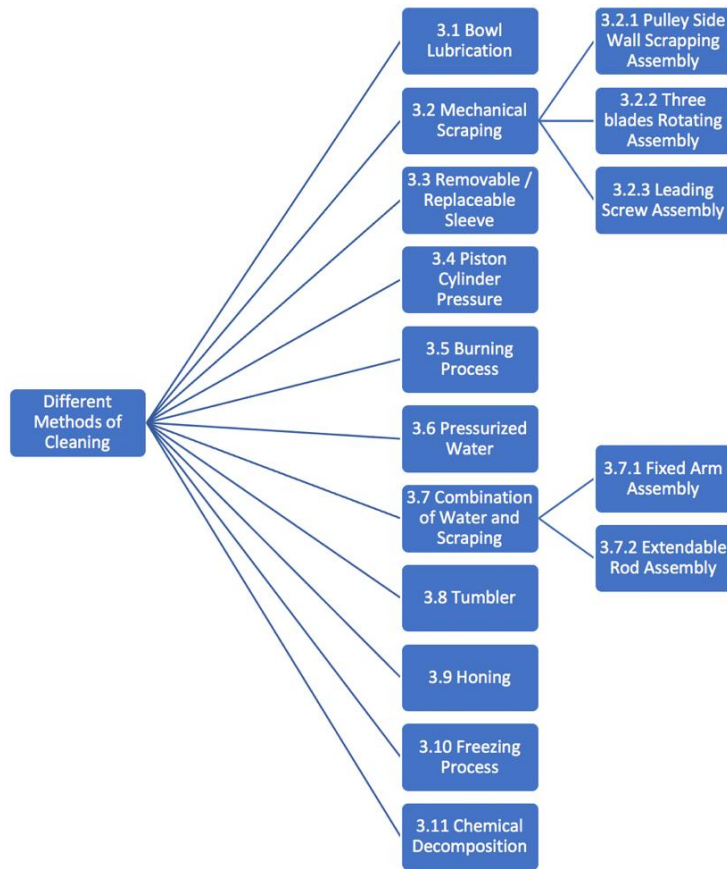 3.1 Bowl
Lubrication
3.2 Mechanical
Scraping
3.2.1 Pulley Side
Wall Scrapping
Assembly
3.2.2 Three
blades Rotating
Assembly
3.2.3 Leading
Screw Assembly
3.3 Removable /
Replaceable
Sleeve
3.4 Piston
Cylinder
Pressure
3.5 Burning
Process
Different
Methods of
Cleaning
3.6 Pressurized
Water
3.7 Combination
of Water and
Scraping
3.7.1 Fixed Arm
Assembly
3.7.2 Extendable
Rod Assembly
3.8 Tumbler
3.9 Honing
3.10 Freezing
Process
3.11 Chemical
Decomposition